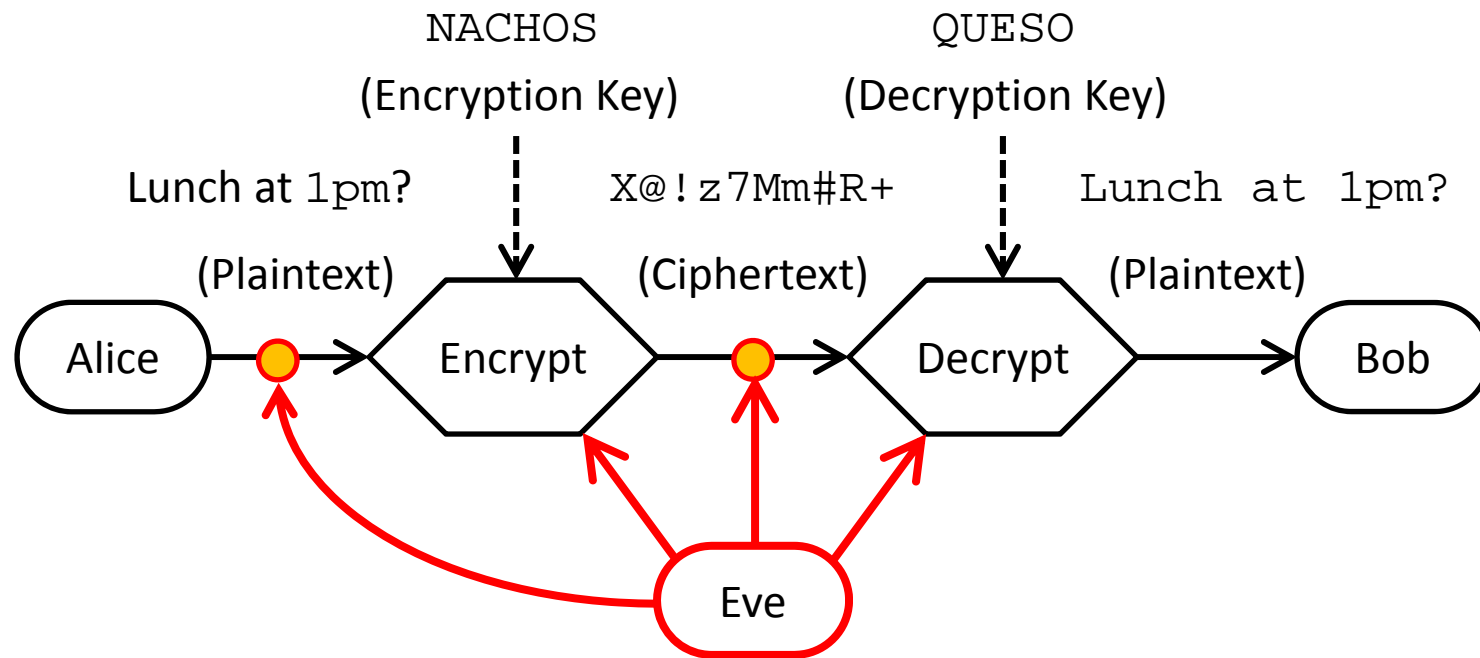 NACHOS
QUESO
(Encryption Key)
(Decryption Key)
Lunch at 1pm?
X@!z7Mm#R+
Lunch at 1pm?
(Plaintext)
(Ciphertext)
(Plaintext)
Alice
Encrypt
Decrypt
Bob
Eve